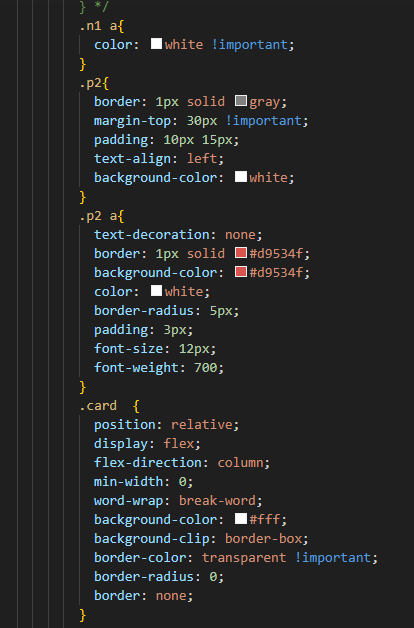 } */
.n1 a{
color: white !important;
}
.p2{
border: 1px solid gray;
margin-top: 30px !important;
padding: 10px 15px;
text-align: left;
background-color: white;
}
.p2 a{
text-decoration: none;
border: 1px solid #d9534f;
background-color: #d9534f;
color: white;
border-radius: 5px;
padding: 3px;
font-size: 12px;
font-weight: 700;
}
.card  {
position: relative;
display: flex;
flex-direction: column;
min-width: 0;
word-wrap: break-word;
background-color: #fff;
background-clip: border-box;
border-color: transparent !important;
border-radius: 0;
border: none;
}